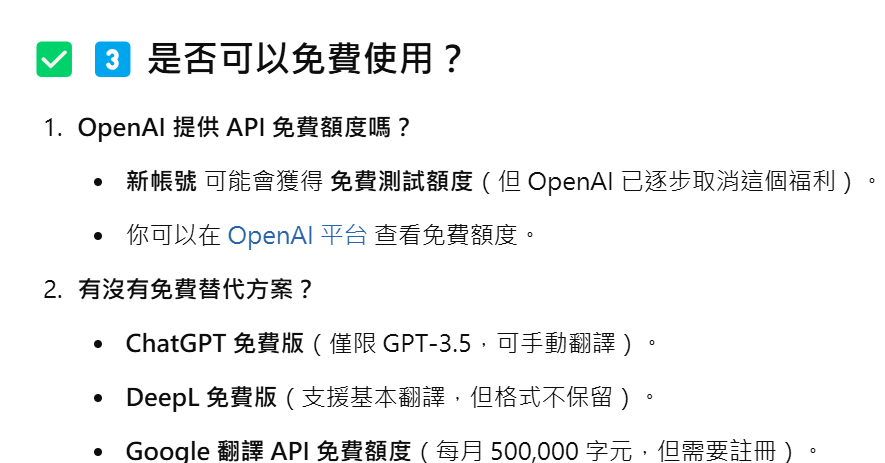 ✅ 3️⃣ 是否可以免費使用？
1. OpenAI 提供 API 免費額度嗎？
• 新帳號 可能會獲得 免費測試額度（但 OpenAI 已逐步取消這個福利）。
• 你可以在 OpenAI 平台 查看免費額度。
2. 有沒有免費替代方案？
• ChatGPT 免費版（僅限 GPT-3.5，可手動翻譯）。
• DeepL 免費版（支援基本翻譯，但格式不保留）。
• Google 翻譯 API 免費額度（每月 500,000 字元，但需要註冊）。